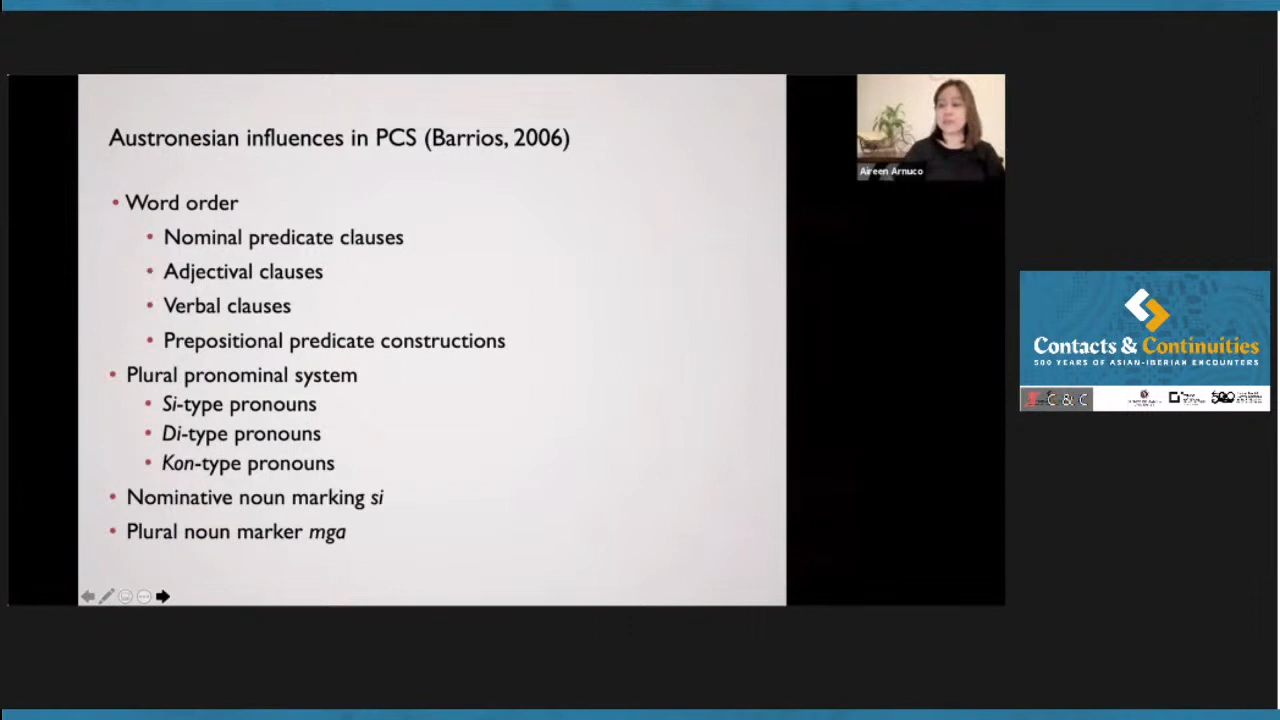 Austronesian influences in PCS (Barrios, 2006)
• Word order
• Nominal predicate clauses
• Adjectival clauses
• Verbal clauses
• Prepositional predicate constructions
• Plural pronominal system
• Si-type pronouns
• Di-type pronouns
• Kon-type pronouns
• Nominative noun marking si
• Plural noun marker mga
Aireen Arnuco
Contacts & Continuities
500 YEARS OF ASIAN-IBERIAN ENCOUNTERS